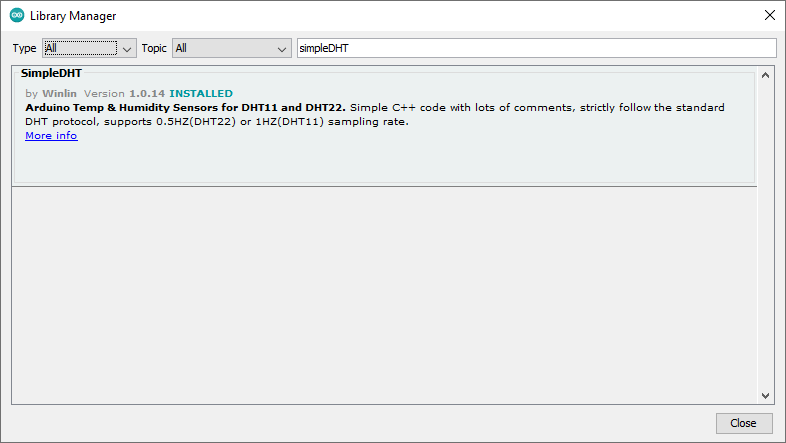 Library Manager
Type All Topic All simpleDHT
SimpleDHT
by Winlin Version 1.0.14 INSTALLED
Arduino Temp & Humidity Sensors for DHT11 and DHT22. Simple C++ code with lots of comments, strictly follow the standard
DHT protocol, supports 0.5HZ(DHT22) or 1HZ(DHT11) sampling rate.
More info
Close